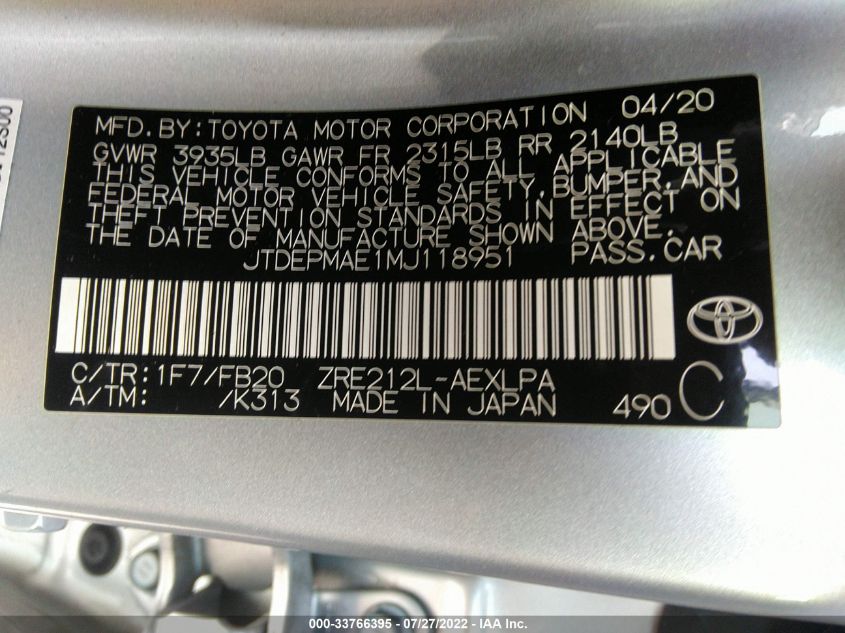 MFD. BY: TOYOTA MOTOR CORPORATION 04/20
GVWR 3935LB GAWR FR 2315LB RR 2140LB
THIS VEHICLE CONFORMS TO ALL APPLICABLE
FEDERAL MOTOR VEHICLE SAFETY, BUMPER, AND
THEFT PREVENTION STANDARDS IN EFFECT ON
THE DATE OF MANUFACTURE SHOWN ABOVE.
JTDEPMAE1MJ118951 PASS. CAR
C/TR: 1F7/FB20 ZRE212L-AEXLPA
A/TM: /K313 MADE IN JAPAN 490 C
000-33766395 - 07/27/2022 - IAA, Inc.